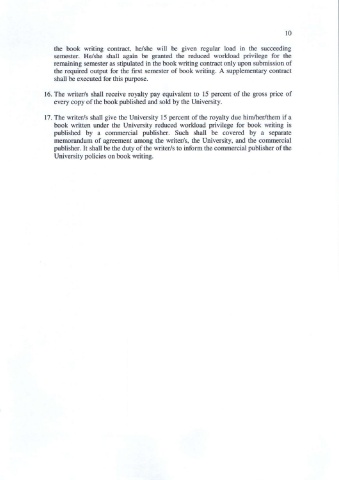 10
the book writing contract, he/she will be given regular load in the succeeding
semester. He/she shall again be granted the reduced workload privilege for the
remaining semester as stipulated in the book writing contract only upon submission of
the required output for the first semester of book writing. A supplementary contract
shall be executed for this purpose.
16. The writer/s shall receive royalty pay equivalent to 15 percent of the gross price of
every copy of the book published and sold by the University.
17. The writer/s shall give the University 15 percent of the royalty due him/her/them if a
book written under the University reduced workload privilege for book writing is
published by a commercial publisher. Such shall be covered by a separate
memorandum of agreement among the writer/s, the University, and the commercial
publisher. It shall be the duty of the writer/s to inform the commercial publisher of the
University policies on book writing.